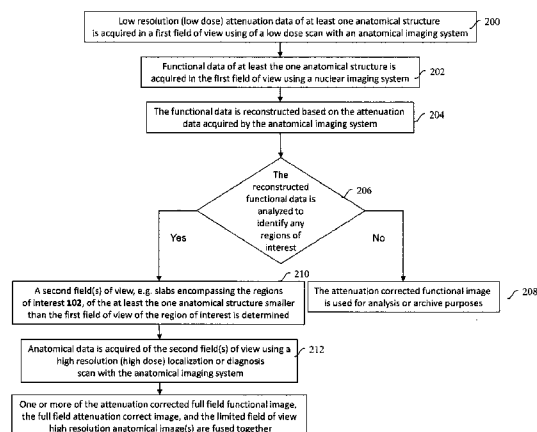 Low resolution (low dose) attenuation data of at least one anatomical structure
is acquired in a first field of view using of a low dose scan with an anatomical imaging system
200
Functional data of at least the one anatomical structure is
acquired in the first field of view using a nuclear imaging system
202
The functional data is reconstructed based on the attenuation
data acquired by the anatomical imaging system
204
The
reconstructed
functional data is
analyzed to
identify any
regions of
interest
206
Yes
No
210
A second field(s) of view, e.g. slabs encompassing the regions
of interest 102, of the at least the one anatomical structure smaller
than the first field of view of the region of interest is determined
The attenuation corrected functional image
is used for analysis or archive purposes
208
Anatomical data is acquired of the second field(s) of view using a
high resolution (high dose) localization or diagnosis
scan with the anatomical imaging system
212
One or more of the attenuation corrected full field functional image,
the full field attenuation correct image, and the limited field of view
high resolution anatomical image(s) are fused together